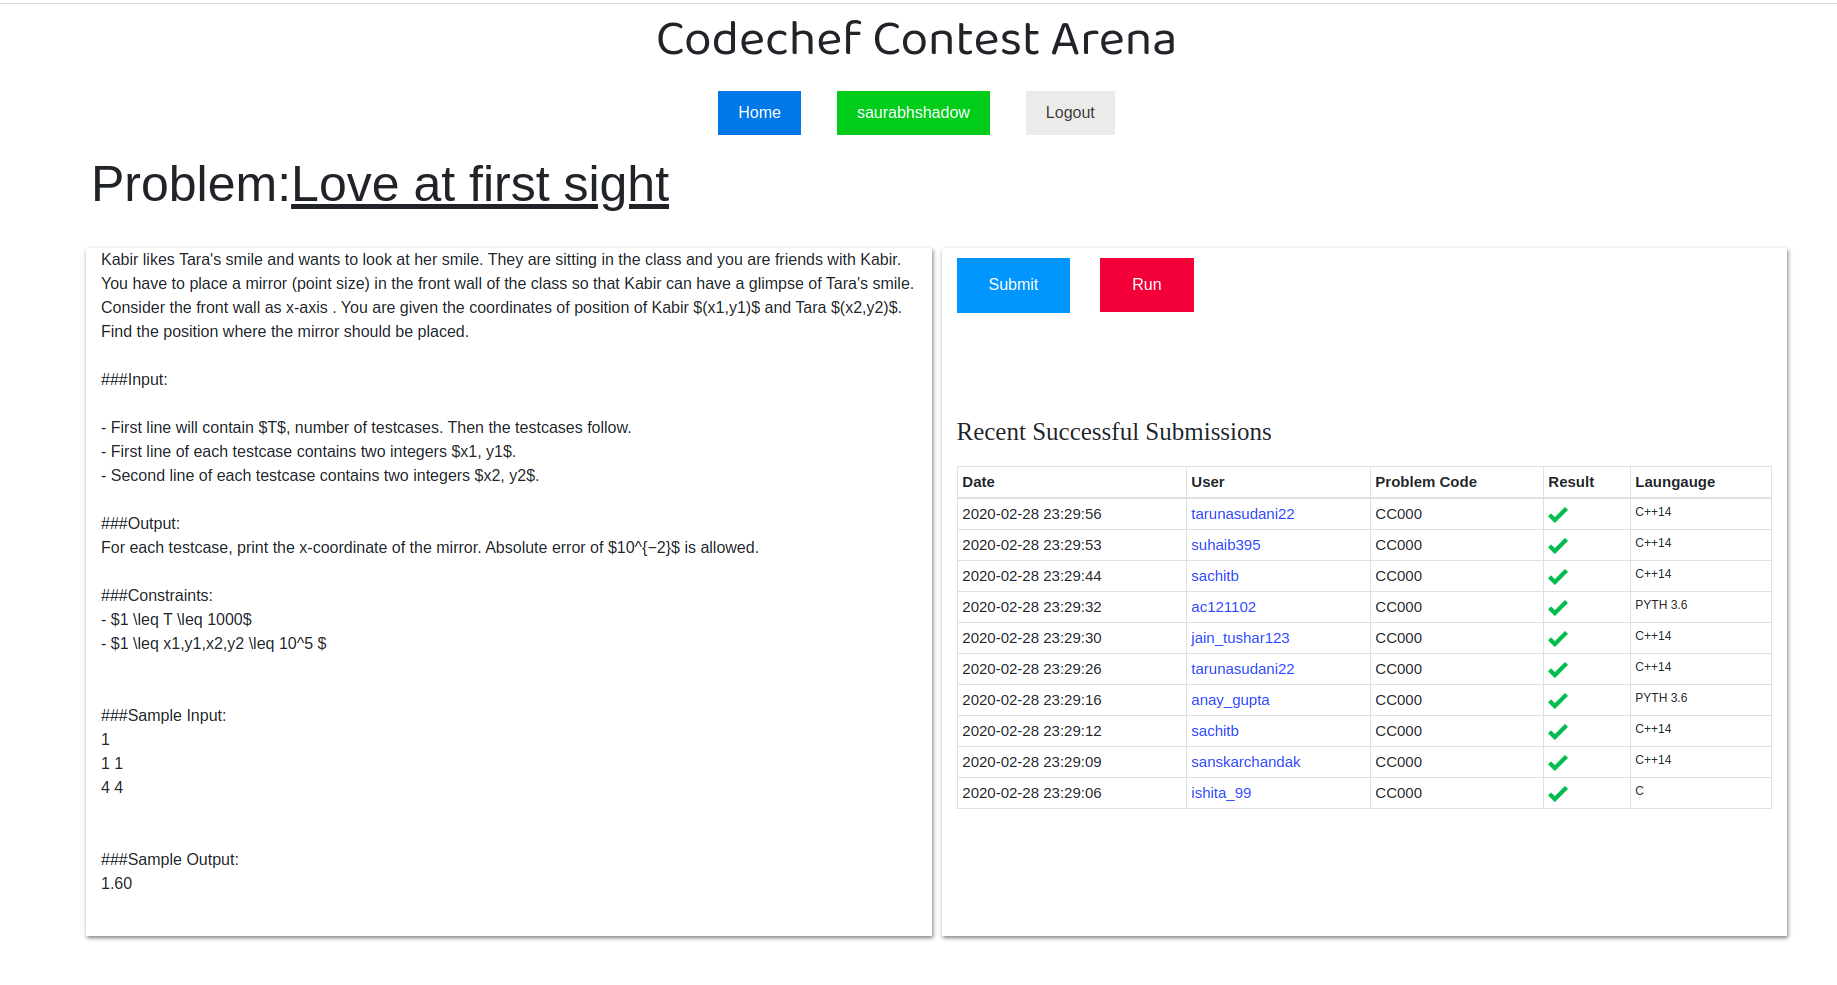 Codechef Contest Arena
Home saurabhshadow Logout
Problem:Love at first sight
Kabir likes Tara's smile and wants to look at her smile. They are sitting in the class and you are friends with Kabir.
You have to place a mirror (point size) in the front wall of the class so that Kabir can have a glimpse of Tara's smile.
Consider the front wall as x-axis . You are given the coordinates of position of Kabir $(x1,y1)$ and Tara $(x2,y2)$.
Find the position where the mirror should be placed.
###Input:
- First line will contain $T$, number of testcases. Then the testcases follow.
- First line of each testcase contains two integers $x1, y1$.
- Second line of each testcase contains two integers $x2, y2$.
###Output:
For each testcase, print the x-coordinate of the mirror. Absolute error of $10^{−2}$ is allowed.
###Constraints:
- $1 \leq T \leq 1000$
- $1 \leq x1,y1,x2,y2 \leq 10^5 $
###Sample Input:
1
1 1
4 4
###Sample Output:
1.60
Submit Run
Recent Successful Submissions
Date User Problem Code Result Laungauge
2020-02-28 23:29:56 tarunasudani22 CC000 C++14
2020-02-28 23:29:53 suhaib395 CC000 C++14
2020-02-28 23:29:44 sachitb CC000 C++14
2020-02-28 23:29:32 ac121102 CC000 PYTH 3.6
2020-02-28 23:29:30 jain_tushar123 CC000 C++14
2020-02-28 23:29:26 tarunasudani22 CC000 C++14
2020-02-28 23:29:16 anay_gupta CC000 PYTH 3.6
2020-02-28 23:29:12 sachitb CC000 C++14
2020-02-28 23:29:09 sanskarchandak CC000 C++14
2020-02-28 23:29:06 ishita_99 CC000 C